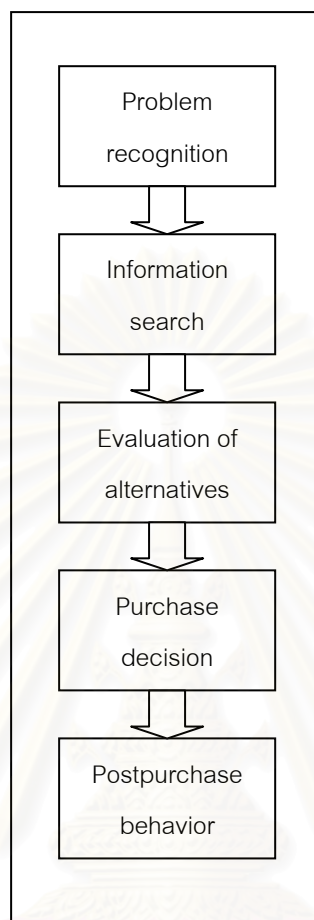 Problem
recognition
Information
search
Evaluation of
alternatives
Purchase
decision
Postpurchase
behavior